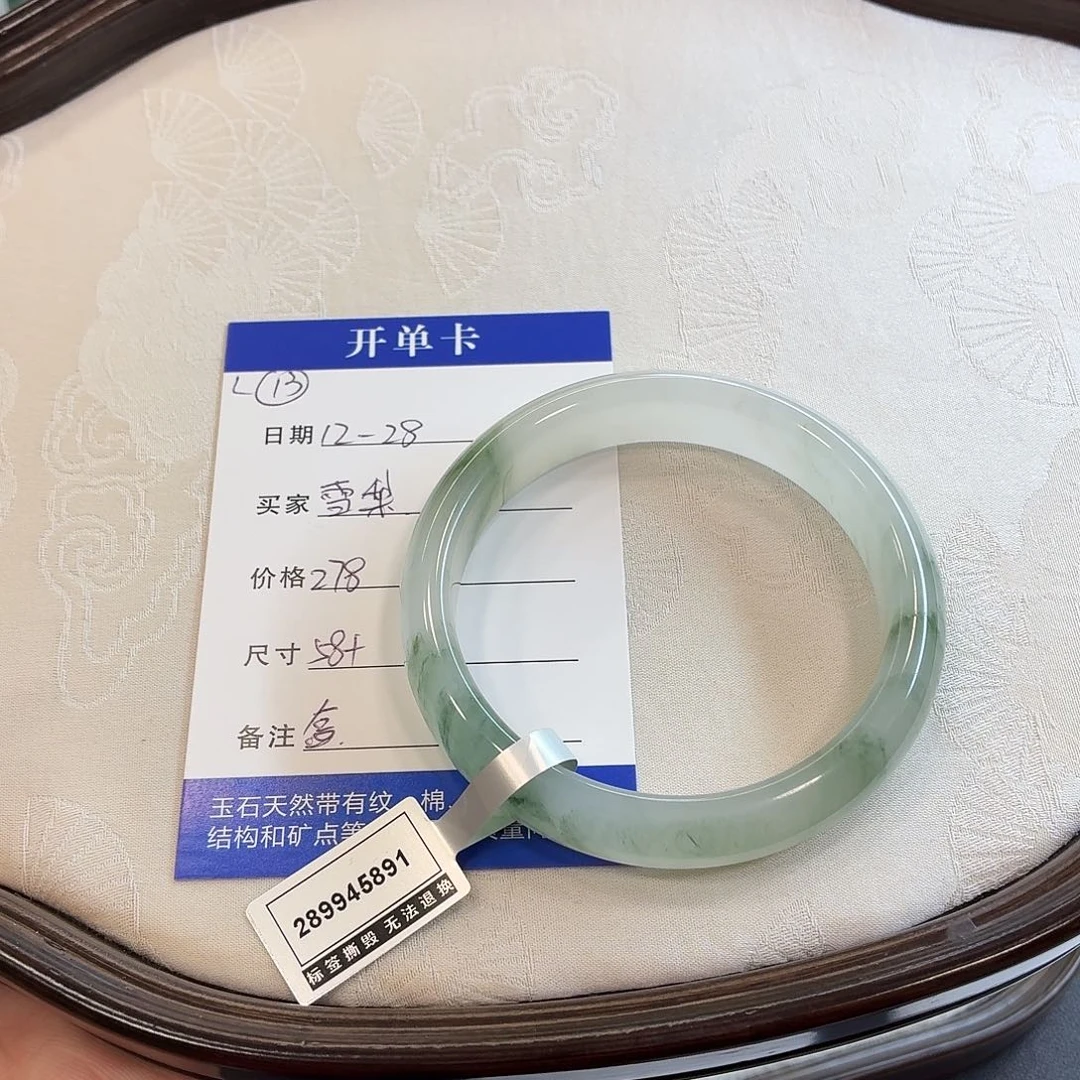 开单卡
L ⑬
日期 12-28
买家 雪梨
价格 278
尺寸 58+
备注 盒.
玉石天然带有纹、棉、
结构和矿点等
289945891
标签撕毁 无法退换